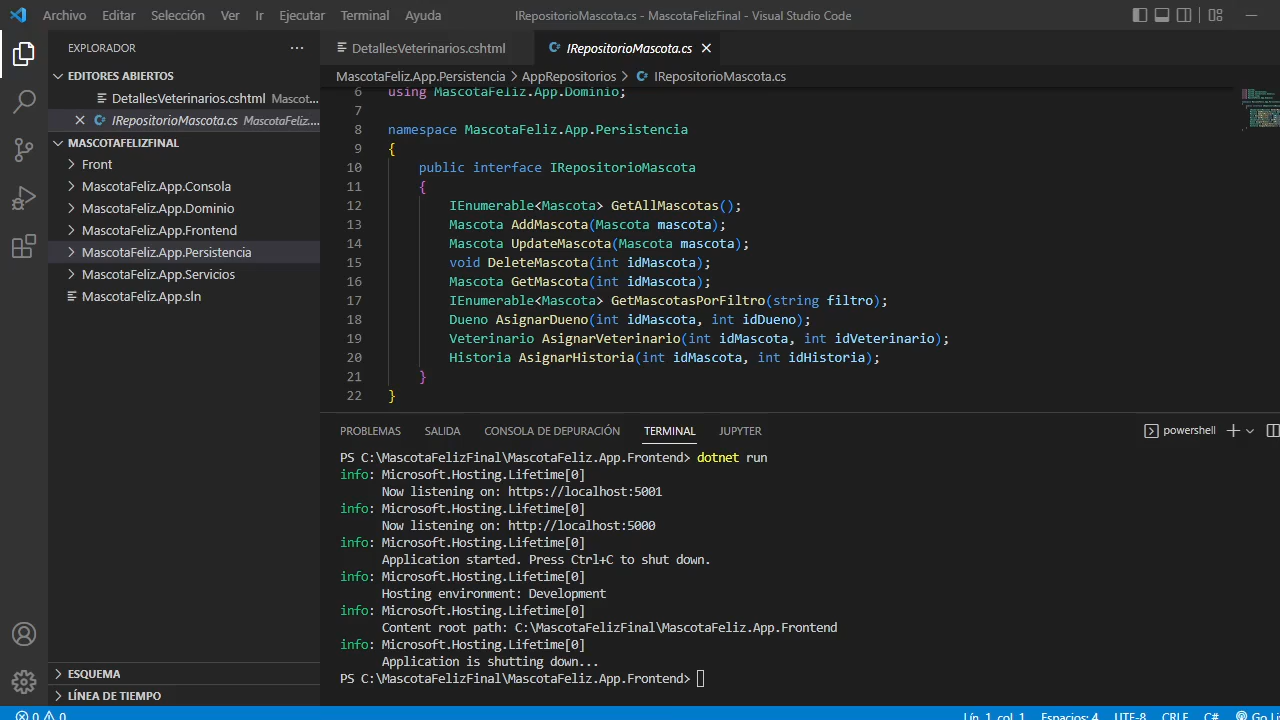 Archivo Editar Selección Ver Ir Ejecutar Terminal Ayuda IRepositorioMascota.cs - MascotaFelizFinal - Visual Studio Code
EXPLORADOR ···
EDITORES ABIERTOS
DetallesVeterinarios.cshtml Mascot...
IRepositorioMascota.cs MascotaFeliz....
MASCOTAFELIZFINAL
Front
MascotaFeliz.App.Consola
MascotaFeliz.App.Dominio
MascotaFeliz.App.Frontend
MascotaFeliz.App.Persistencia
MascotaFeliz.App.Servicios
MascotaFeliz.App.sln
ESQUEMA
LÍNEA DE TIEMPO
DetallesVeterinarios.cshtml IRepositorioMascota.cs
MascotaFeliz.App.Persistencia > AppRepositorios > IRepositorioMascota.cs
6 using MascotaFeliz.App.Dominio;
7
8 namespace MascotaFeliz.App.Persistencia
9 {
10 public interface IRepositorioMascota
11 {
12 IEnumerable<Mascota> GetAllMascotas();
13 Mascota AddMascota(Mascota mascota);
14 Mascota UpdateMascota(Mascota mascota);
15 void DeleteMascota(int idMascota);
16 Mascota GetMascota(int idMascota);
17 IEnumerable<Mascota> GetMascotasPorFiltro(string filtro);
18 Dueno AsignarDueno(int idMascota, int idDueno);
19 Veterinario AsignarVeterinario(int idMascota, int idVeterinario);
20 Historia AsignarHistoria(int idMascota, int idHistoria);
21 }
22 }
PROBLEMAS SALIDA CONSOLA DE DEPURACIÓN TERMINAL JUPYTER powershell
PS C:\MascotaFelizFinal\MascotaFeliz.App.Frontend> dotnet run
info: Microsoft.Hosting.Lifetime[0]
Now listening on: https://localhost:5001
info: Microsoft.Hosting.Lifetime[0]
Now listening on: http://localhost:5000
info: Microsoft.Hosting.Lifetime[0]
Application started. Press Ctrl+C to shut down.
info: Microsoft.Hosting.Lifetime[0]
Hosting environment: Development
info: Microsoft.Hosting.Lifetime[0]
Content root path: C:\MascotaFelizFinal\MascotaFeliz.App.Frontend
info: Microsoft.Hosting.Lifetime[0]
Application is shutting down...
PS C:\MascotaFelizFinal\MascotaFeliz.App.Frontend>
0 0 Lín. 1, col. 1 Espacios: 4 UTF-8 CRLF C# Go Li